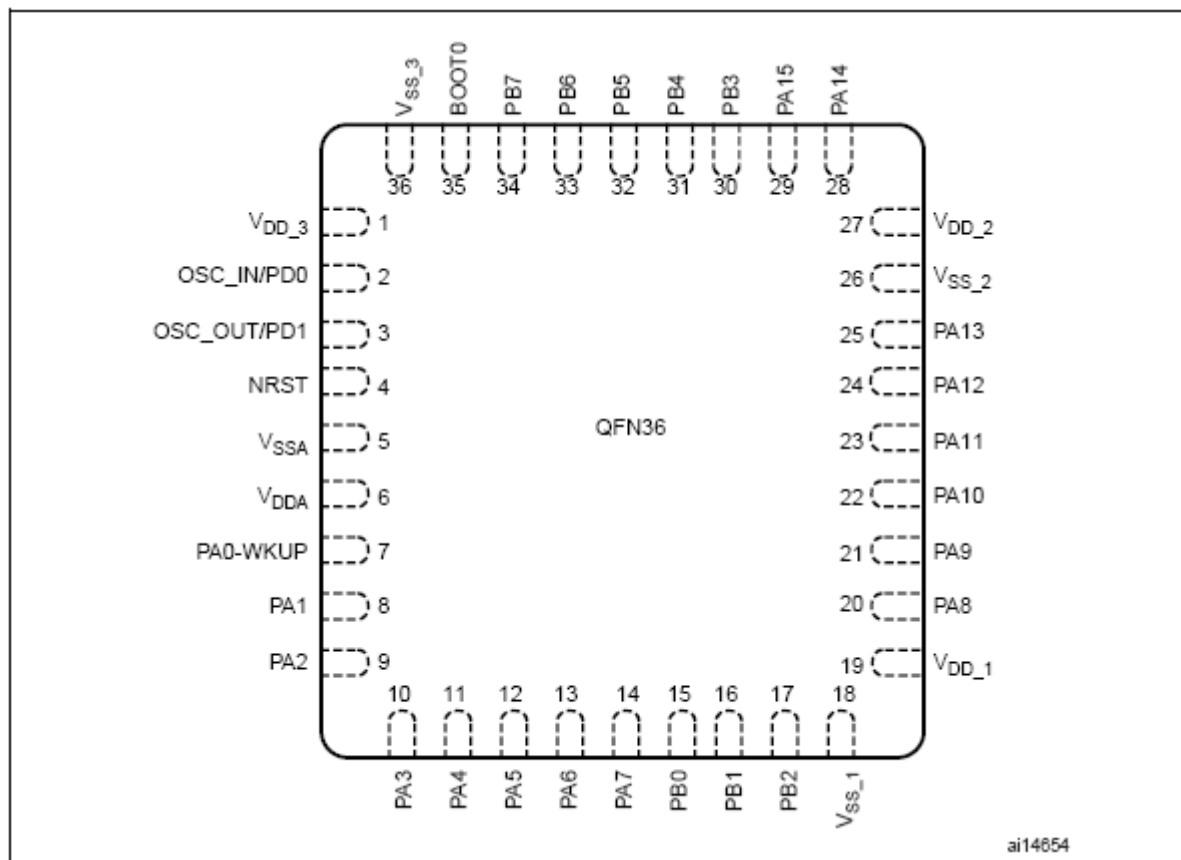 VSS_3 BOOT0 PB7 PB6 PB5 PB4 PB3 PA15 PA14
36 35 34 33 32 31 30 29 28
VDD_3 1 27 VDD_2
OSC_IN/PD0 2 26 VSS_2
OSC_OUT/PD1 3 25 PA13
NRST 4 24 PA12
QFN36
VSSA 5 23 PA11
VDDA 6 22 PA10
PA0-WKUP 7 21 PA9
PA1 8 20 PA8
PA2 9 19 VDD_1
10 11 12 13 14 15 16 17 18
PA3 PA4 PA5 PA6 PA7 PB0 PB1 PB2 VSS_1
ai14654